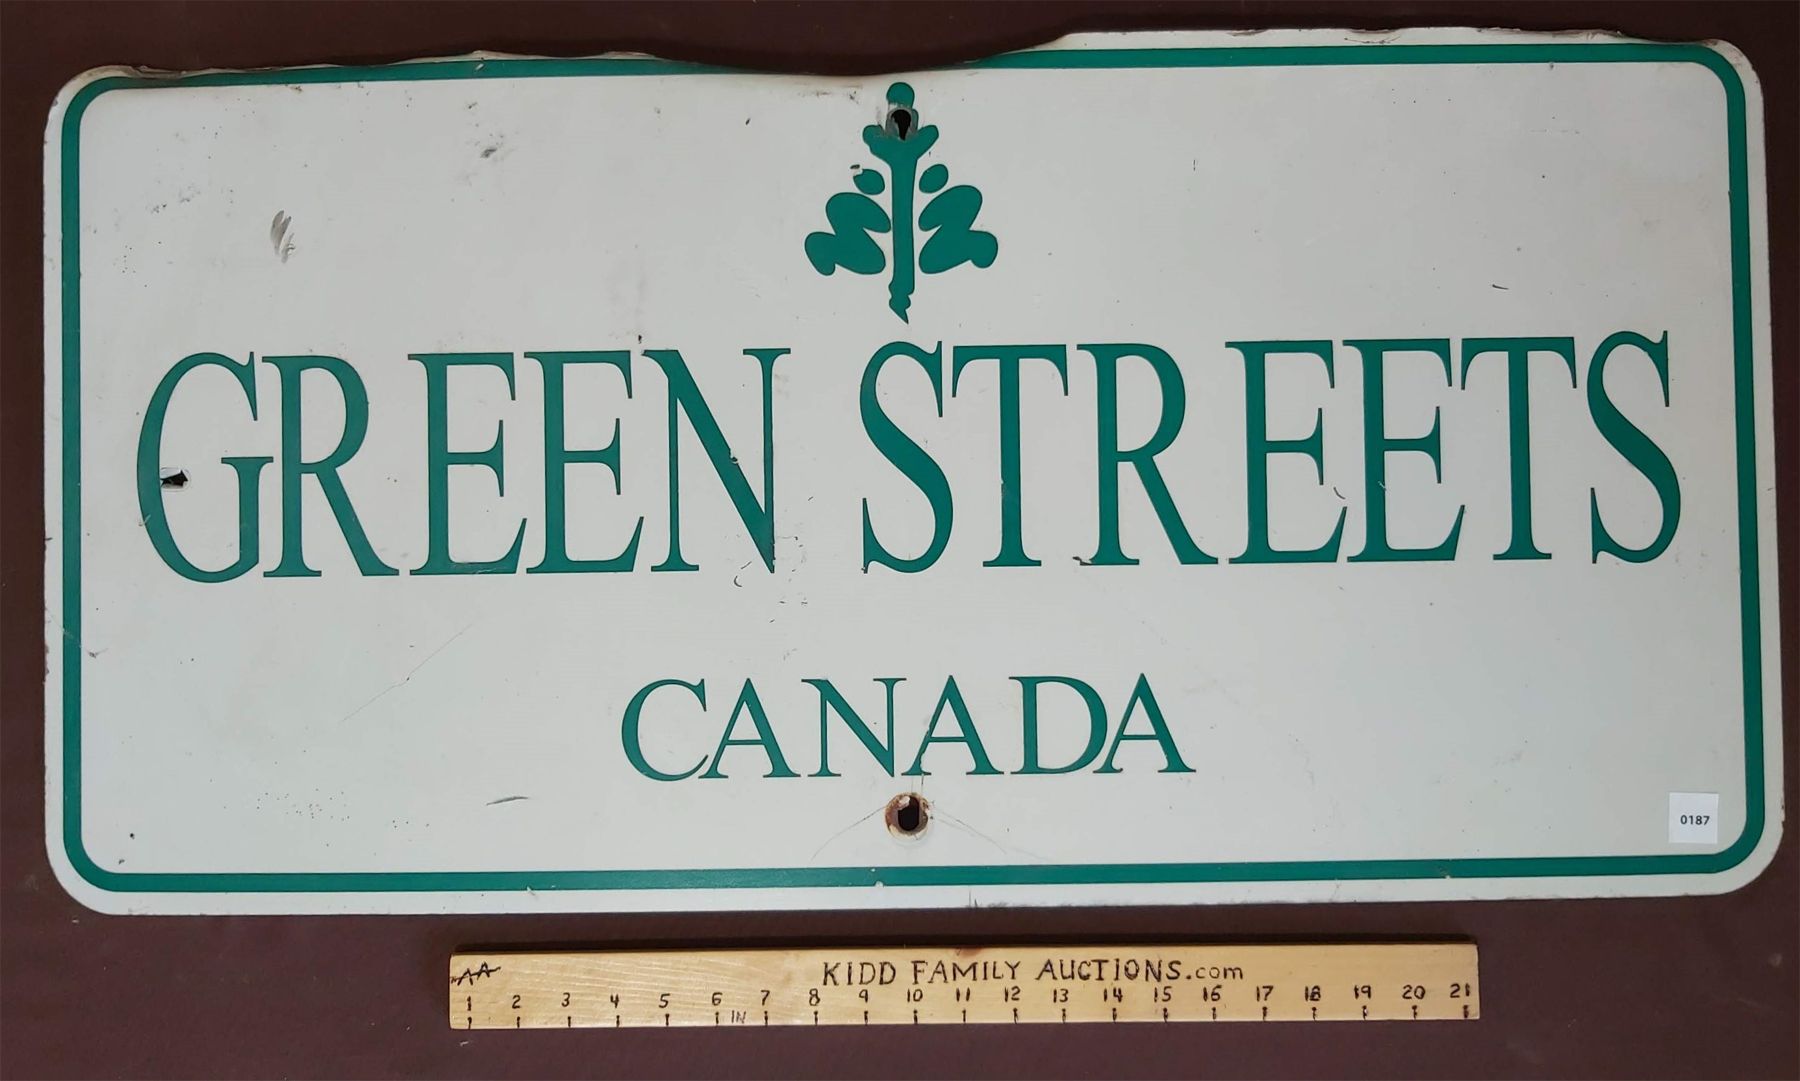 GREEN STREETS
CANADA
0187
AA KIDD FAMILY AUCTIONS.com
1 2 3 4 5 6 7 8 9 10 11 12 13 14 15 16 17 18 19 20 21
IN